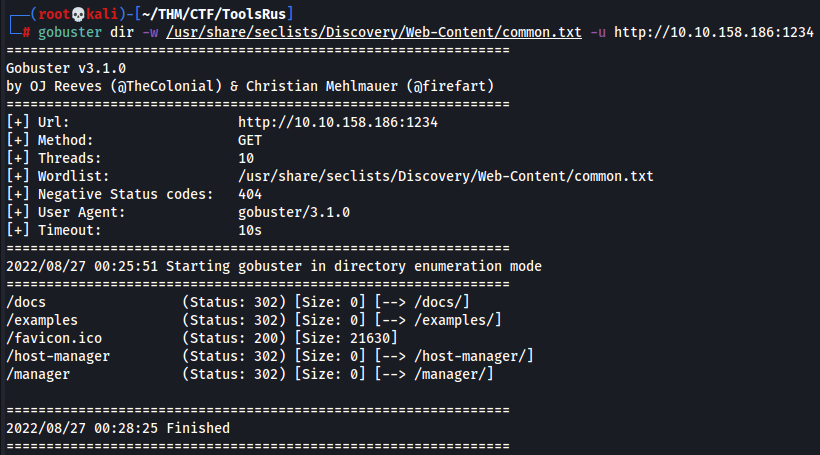 ┌──(root💀kali)-[~/THM/CTF/ToolsRus]
└─# gobuster dir -w /usr/share/seclists/Discovery/Web-Content/common.txt -u http://10.10.158.186:1234
===============================================================
Gobuster v3.1.0
by OJ Reeves (@TheColonial) & Christian Mehlmauer (@firefart)
===============================================================
[+] Url:                     http://10.10.158.186:1234
[+] Method:                  GET
[+] Threads:                 10
[+] Wordlist:                /usr/share/seclists/Discovery/Web-Content/common.txt
[+] Negative Status codes:   404
[+] User Agent:              gobuster/3.1.0
[+] Timeout:                 10s
===============================================================
2022/08/27 00:25:51 Starting gobuster in directory enumeration mode
===============================================================
/docs                 (Status: 302) [Size: 0] [--> /docs/]
/examples             (Status: 302) [Size: 0] [--> /examples/]
/favicon.ico          (Status: 200) [Size: 21630]
/host-manager         (Status: 302) [Size: 0] [--> /host-manager/]
/manager              (Status: 302) [Size: 0] [--> /manager/]

===============================================================
2022/08/27 00:28:25 Finished
===============================================================